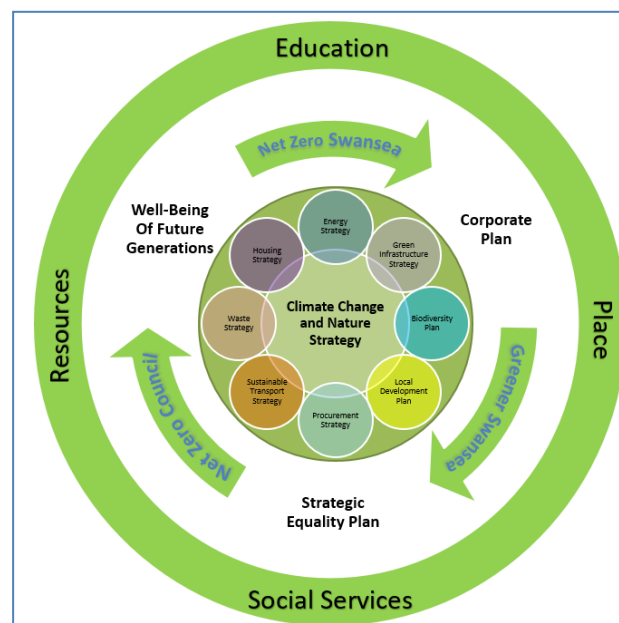 Education
Net Zero Swansea
Well-Being
Of Future
Generations
Corporate
Plan
Energy
Strategy
Housing
Strategy
Green
Infrastructure
Strategy
Waste
Strategy
Climate Change
and Nature
Strategy
Biodiversity
Plan
Resources
Place
Sustainable
Transport
Strategy
Local
Development
Plan
Procurement
Strategy
Net Zero Council
Greener Swansea
Strategic
Equality Plan
Social Services